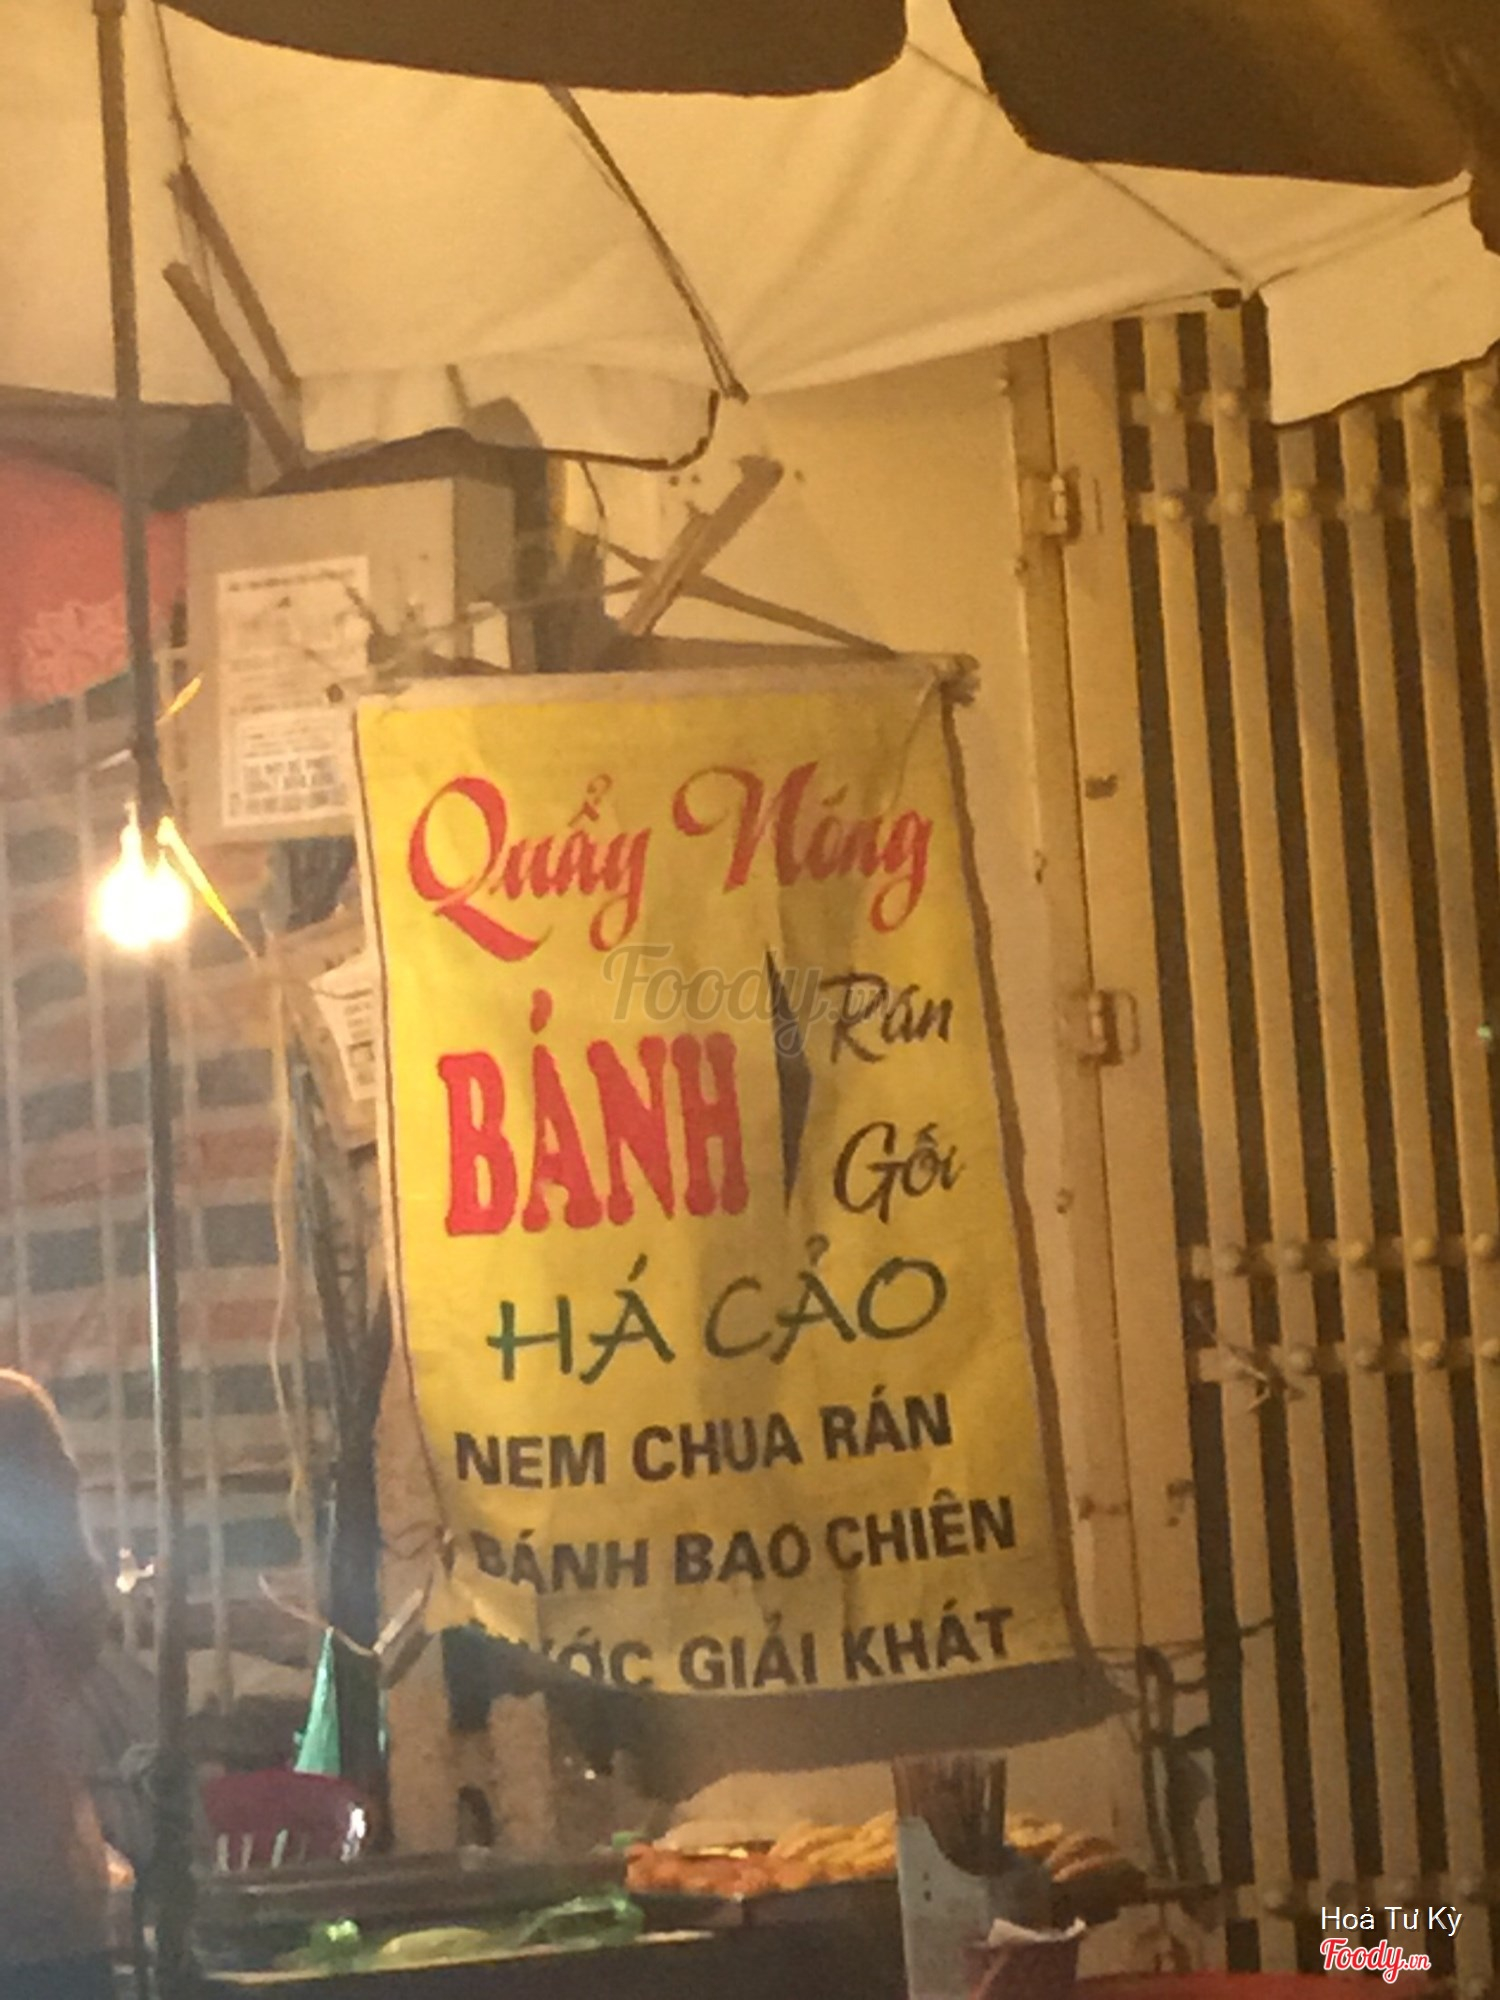 Quẩy Nóng
BÁNH
Rán
Gối
HÁ CẢO
NEM CHUA RÁN
BÁNH BAO CHIÊN
GIẢI KHÁT
Foody.vn
Hoả Tư Kỳ
Foody.vn